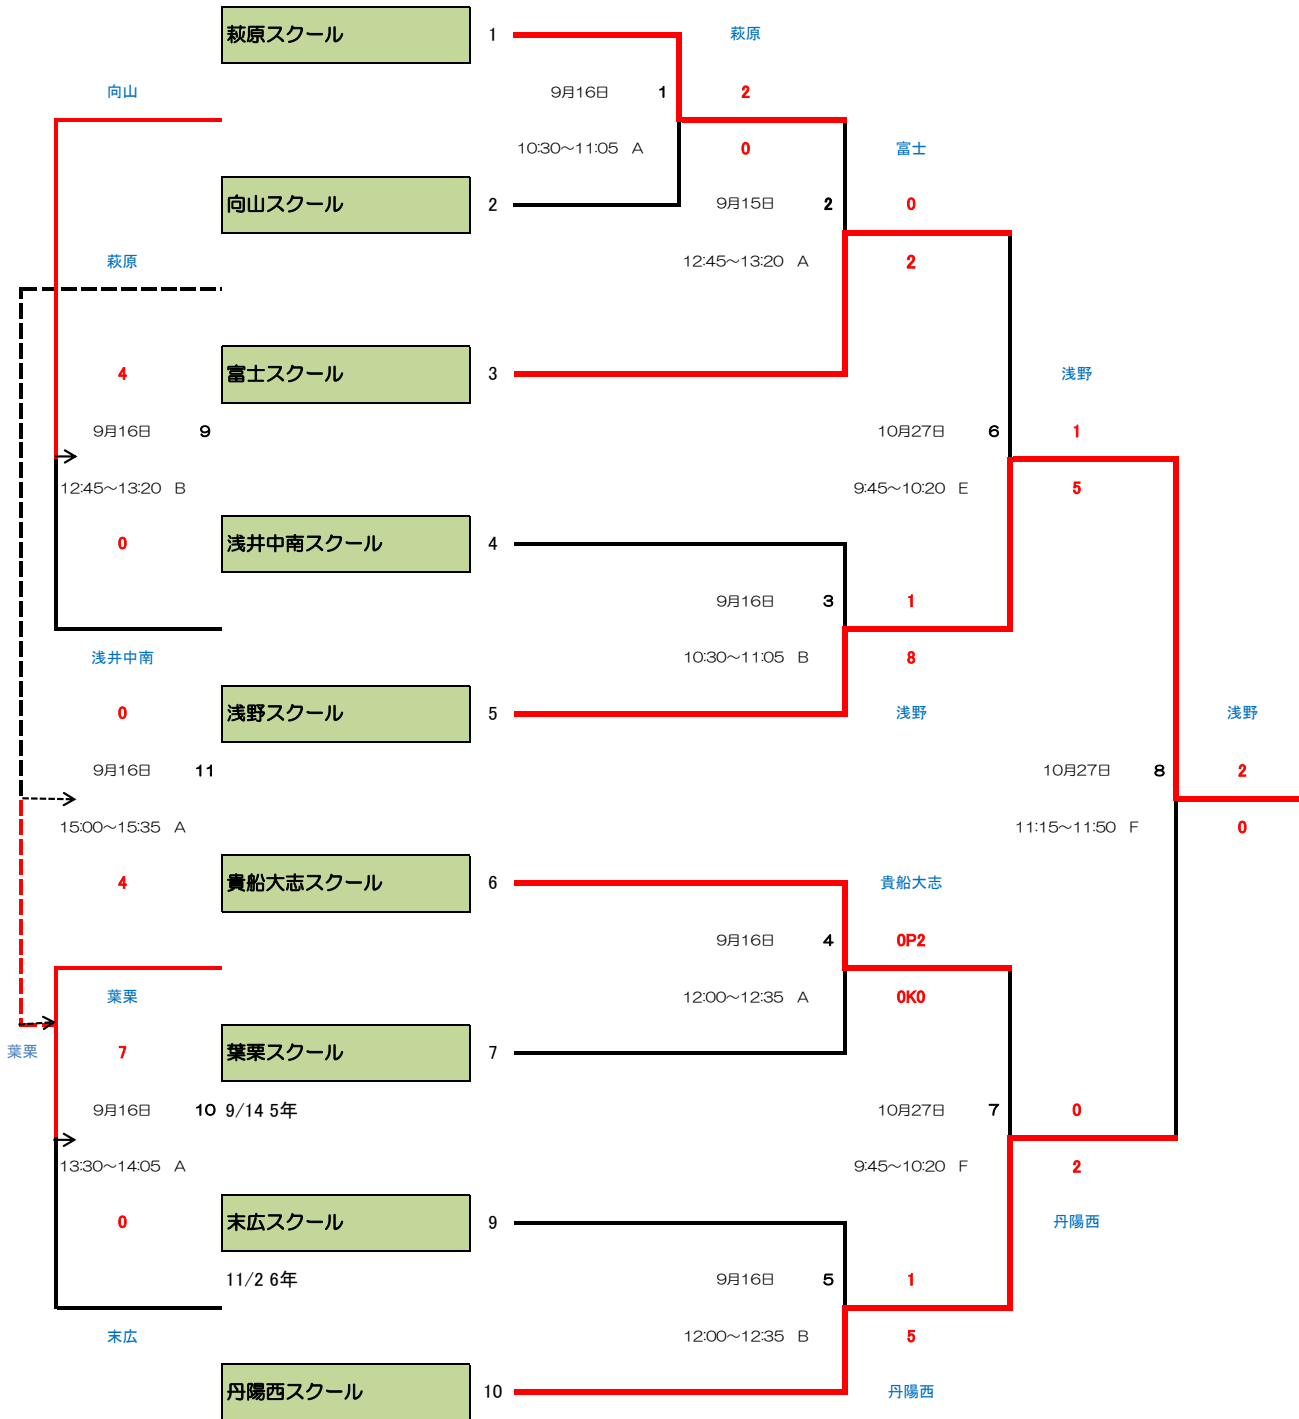 萩原スクール 1 萩原
向山 9月16日 1 2
10:30～11:05 A 0 富士
向山スクール 2 9月15日 2 0
萩原 12:45～13:20 A 2
4 富士スクール 3 浅野
9月16日 9 10月27日 6 1
12:45～13:20 B 9:45～10:20 E 5
0 浅井中南スクール 4
9月16日 3 1
浅井中南 10:30～11:05 B 8
0 浅野スクール 5 浅野 浅野
9月16日 11 10月27日 8 2
15:00～15:35 A 11:15～11:50 F 0
4 貴船大志スクール 6 貴船大志
9月16日 4 0P2
葉栗 12:00～12:35 A 0K0
葉栗 7 葉栗スクール 7
9月16日 10 9/14 5年 10月27日 7 0
13:30～14:05 A 9:45～10:20 F 2
0 末広スクール 9 丹陽西
11/2 6年 9月16日 5 1
末広 12:00～12:35 B 5
丹陽西スクール 10 丹陽西